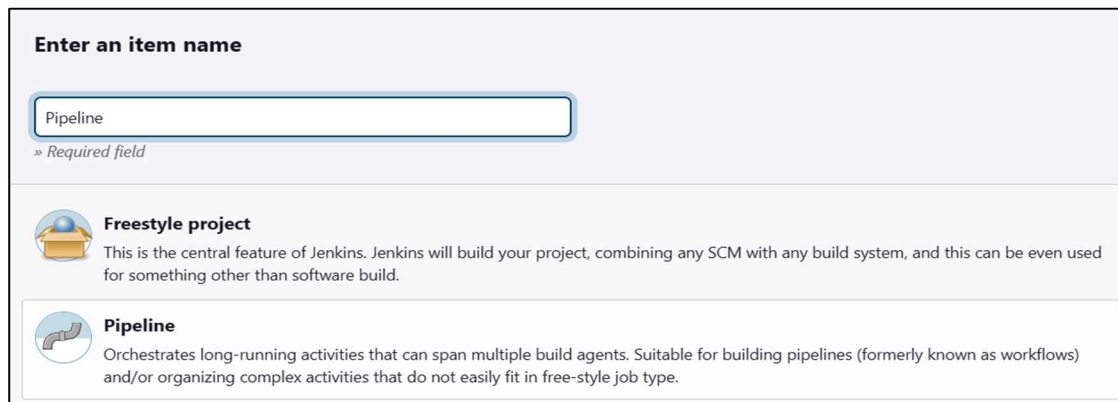 Enter an item name
Pipeline
» Required field
Freestyle project
This is the central feature of Jenkins. Jenkins will build your project, combining any SCM with any build system, and this can be even used
for something other than software build.
Pipeline
Orchestrates long-running activities that can span multiple build agents. Suitable for building pipelines (formerly known as workflows)
and/or organizing complex activities that do not easily fit in free-style job type.